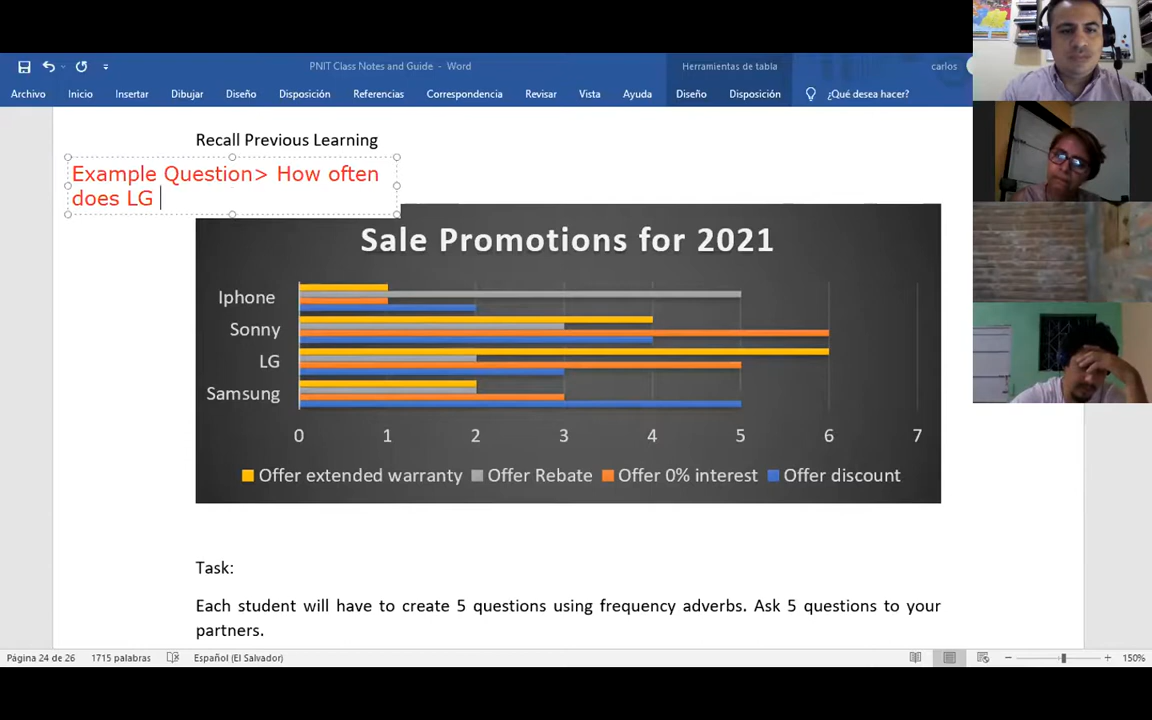 PNIT Class Notes and Guide - Word
Herramientas de tabla
carlos
Archivo Inicio Insertar Dibujar Diseño Disposición Referencias Correspondencia Revisar Vista Ayuda Diseño Disposición ¿Qué desea hacer?
Recall Previous Learning
Example Question> How often
does LG
Sale Promotions for 2021
Iphone
Sonny
LG
Samsung
0 1 2 3 4 5 6 7
Offer extended warranty Offer Rebate Offer 0% interest Offer discount
Task:
Each student will have to create 5 questions using frequency adverbs. Ask 5 questions to your
partners.
Página 24 de 26 1715 palabras Español (El Salvador) 150%